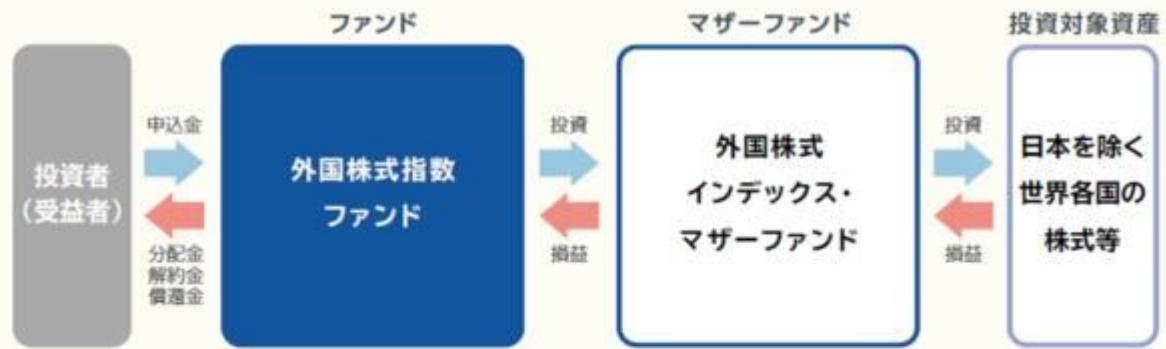 ファンド
マザーファンド
投資対象資産
投資者
(受益者)
申込金
分配金
解約金
償還金
外国株式指数
ファンド
投資
損益
外国株式
インデックス・
マザーファンド
投資
損益
日本を除く
世界各国の
株式等